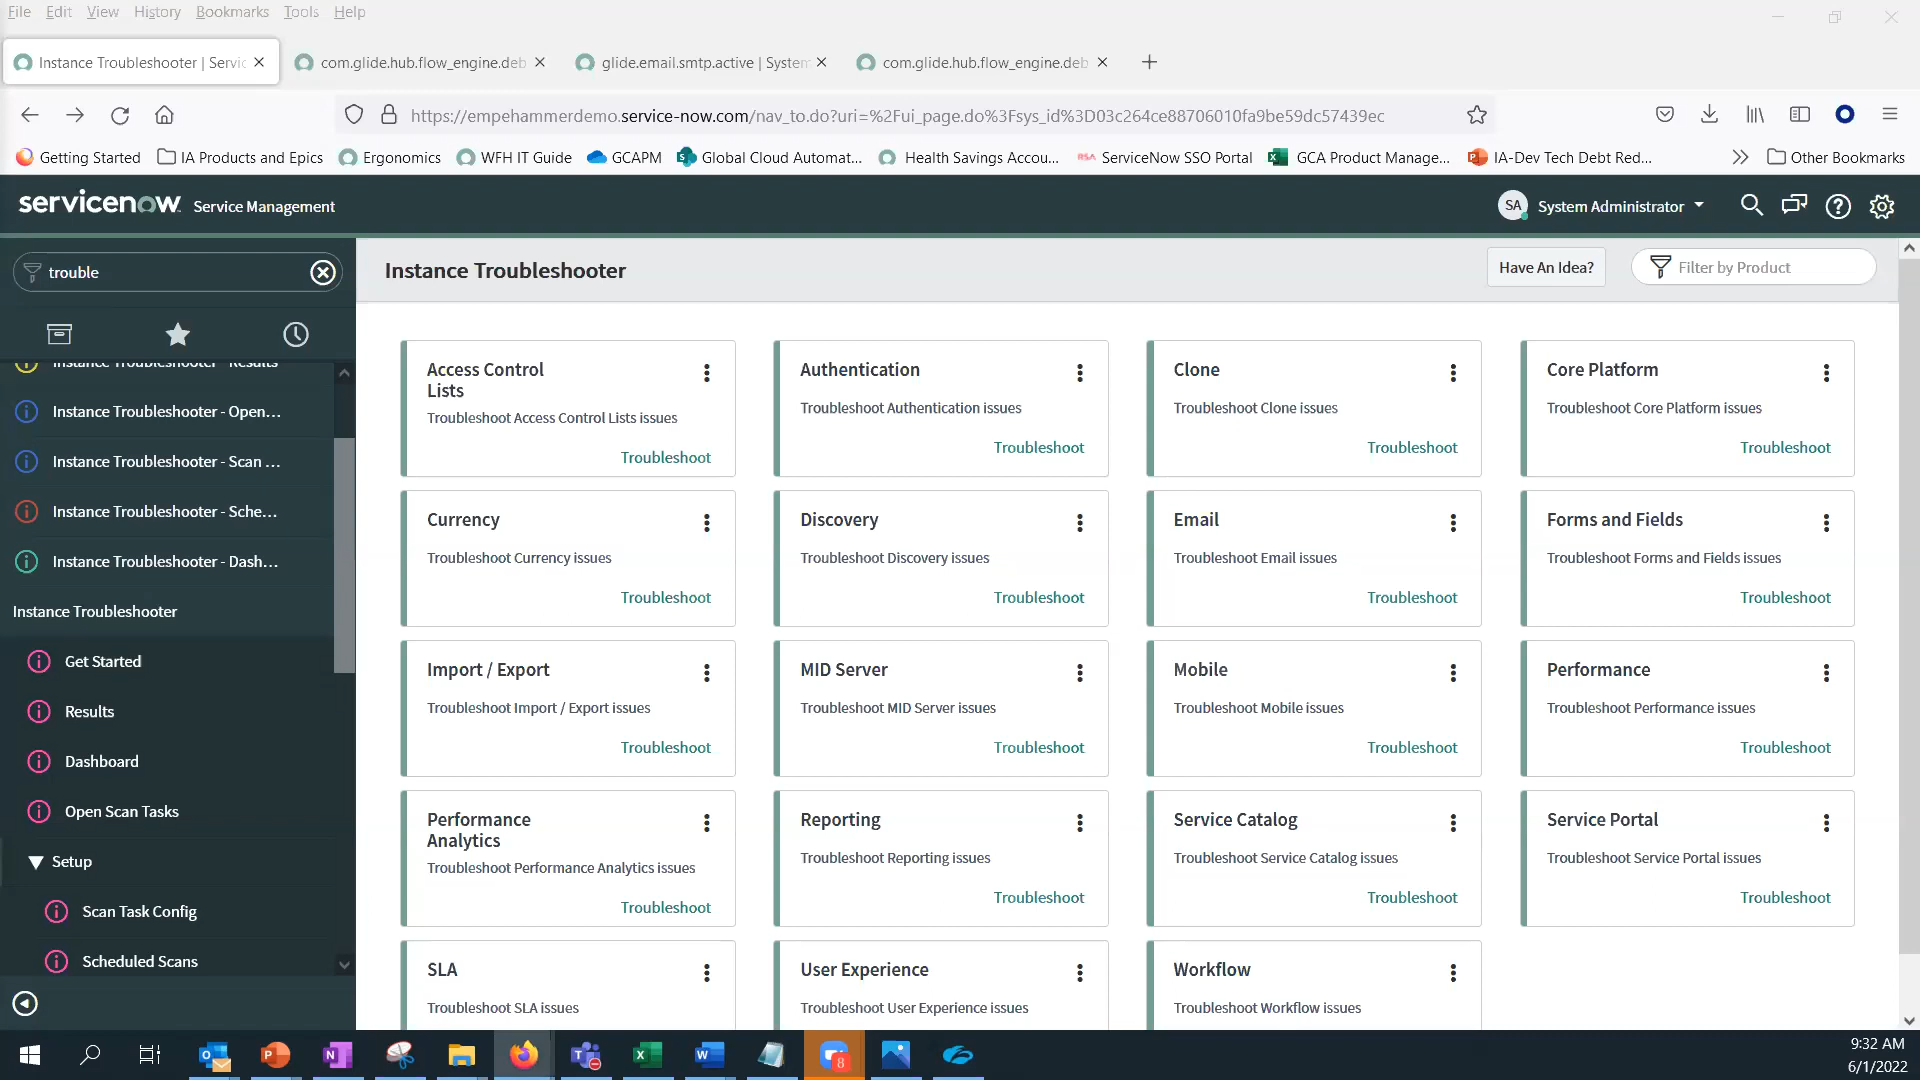 File Edit View History Bookmarks Tools Help
Instance Troubleshooter | Servic
com.glide.hub.flow_engine.deb
glide.email.smtp.active | System
com.glide.hub.flow_engine.deb
https://empehammerdemo.service-now.com/nav_to.do?uri=%2Fui_page.do%3Fsys_id%3D03c264ce88706010fa9be59dc57439ec
Getting Started IA Products and Epics Ergonomics WFH IT Guide GCAPM Global Cloud Automat... Health Savings Accou... RSA ServiceNow SSO Portal GCA Product Manage... IA-Dev Tech Debt Red... Other Bookmarks
servicenow Service Management
SA System Administrator
trouble
Instance Troubleshooter - Results
Instance Troubleshooter - Open...
Instance Troubleshooter - Scan ...
Instance Troubleshooter - Sche...
Instance Troubleshooter - Dash...
Instance Troubleshooter
Get Started
Results
Dashboard
Open Scan Tasks
Setup
Scan Task Config
Scheduled Scans
Instance Troubleshooter
Have An Idea?
Filter by Product
Access Control
Lists
Troubleshoot Access Control Lists issues
Troubleshoot
Authentication
Troubleshoot Authentication issues
Troubleshoot
Clone
Troubleshoot Clone issues
Troubleshoot
Core Platform
Troubleshoot Core Platform issues
Troubleshoot
Currency
Troubleshoot Currency issues
Troubleshoot
Discovery
Troubleshoot Discovery issues
Troubleshoot
Email
Troubleshoot Email issues
Troubleshoot
Forms and Fields
Troubleshoot Forms and Fields issues
Troubleshoot
Import / Export
Troubleshoot Import / Export issues
Troubleshoot
MID Server
Troubleshoot MID Server issues
Troubleshoot
Mobile
Troubleshoot Mobile issues
Troubleshoot
Performance
Troubleshoot Performance issues
Troubleshoot
Performance
Analytics
Troubleshoot Performance Analytics issues
Troubleshoot
Reporting
Troubleshoot Reporting issues
Troubleshoot
Service Catalog
Troubleshoot Service Catalog issues
Troubleshoot
Service Portal
Troubleshoot Service Portal issues
Troubleshoot
SLA
Troubleshoot SLA issues
User Experience
Troubleshoot User Experience issues
Workflow
Troubleshoot Workflow issues
8
9:32 AM
6/1/2022